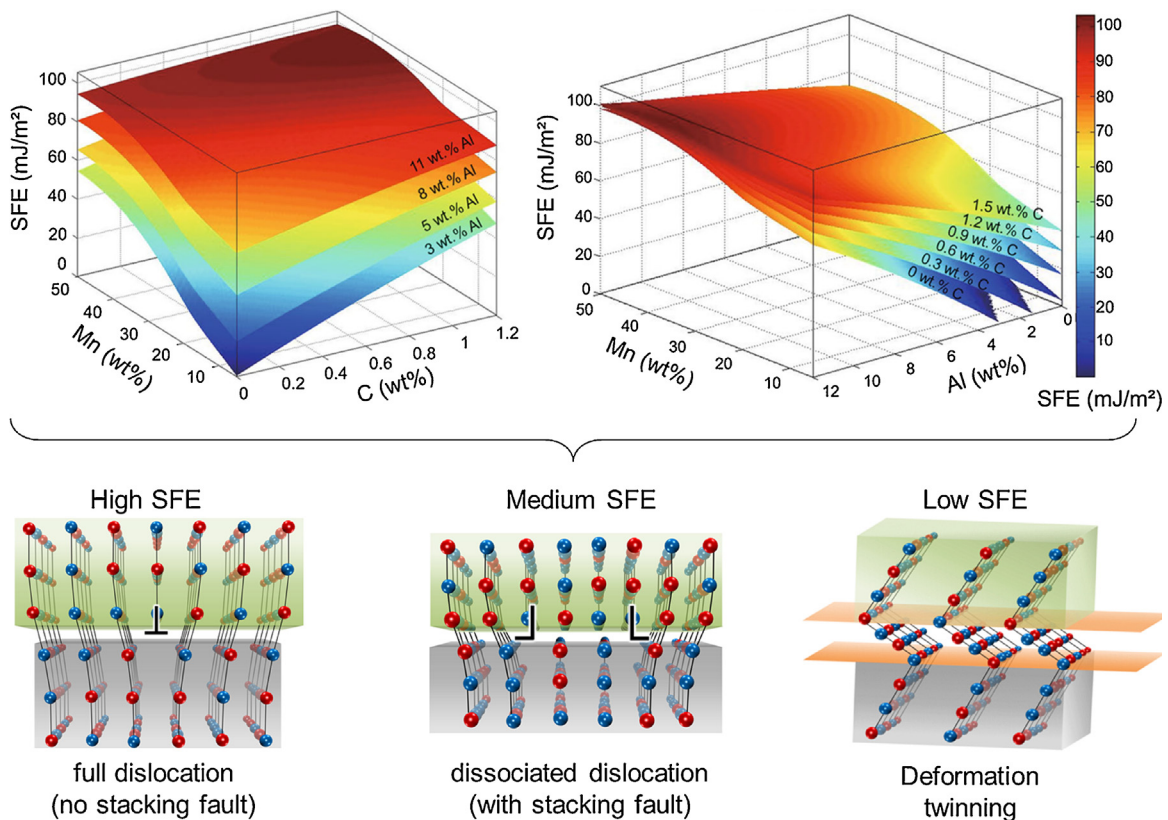 100
80
60
40
20
0
SFE (mJ/m²)
50
40
30
20
10
Mn (wt%)
0
0.2
0.4
0.6
0.8
1
1.2
C (wt%)
11 wt.% Al
8 wt.% Al
5 wt.% Al
3 wt.% Al
100
80
60
40
20
0
SFE (mJ/m²)
50
40
30
20
10
Mn (wt%)
12
10
8
6
4
2
0
Al (wt%)
1.5 wt.% C
1.2 wt.% C
0.9 wt.% C
0.6 wt.% C
0.3 wt.% C
0 wt.% C
100
90
80
70
60
50
40
30
20
10
SFE (mJ/m²)
High SFE
Medium SFE
Low SFE
full dislocation
(no stacking fault)
dissociated dislocation
(with stacking fault)
Deformation
twinning